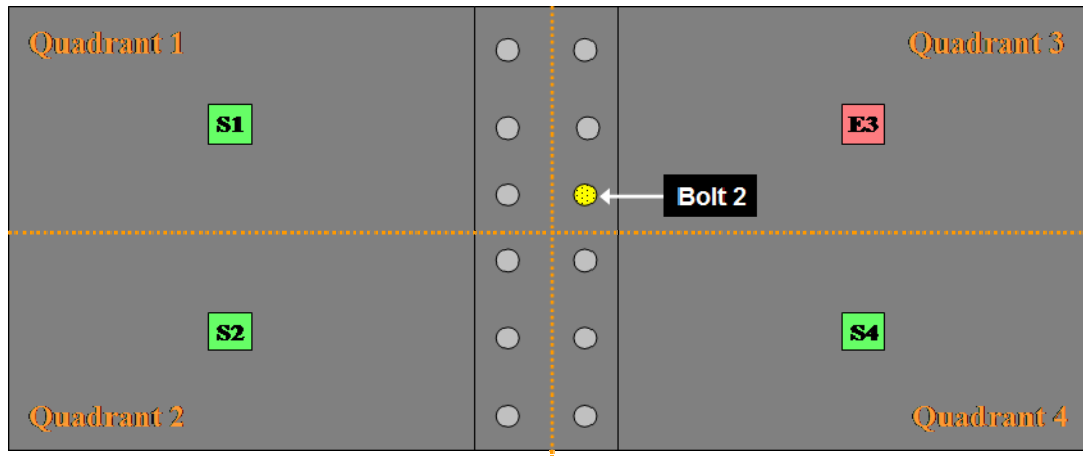 Quadrant 1
Quadrant 3
S1
E3
Bolt 2
S2
S4
Quadrant 2
Quadrant 4